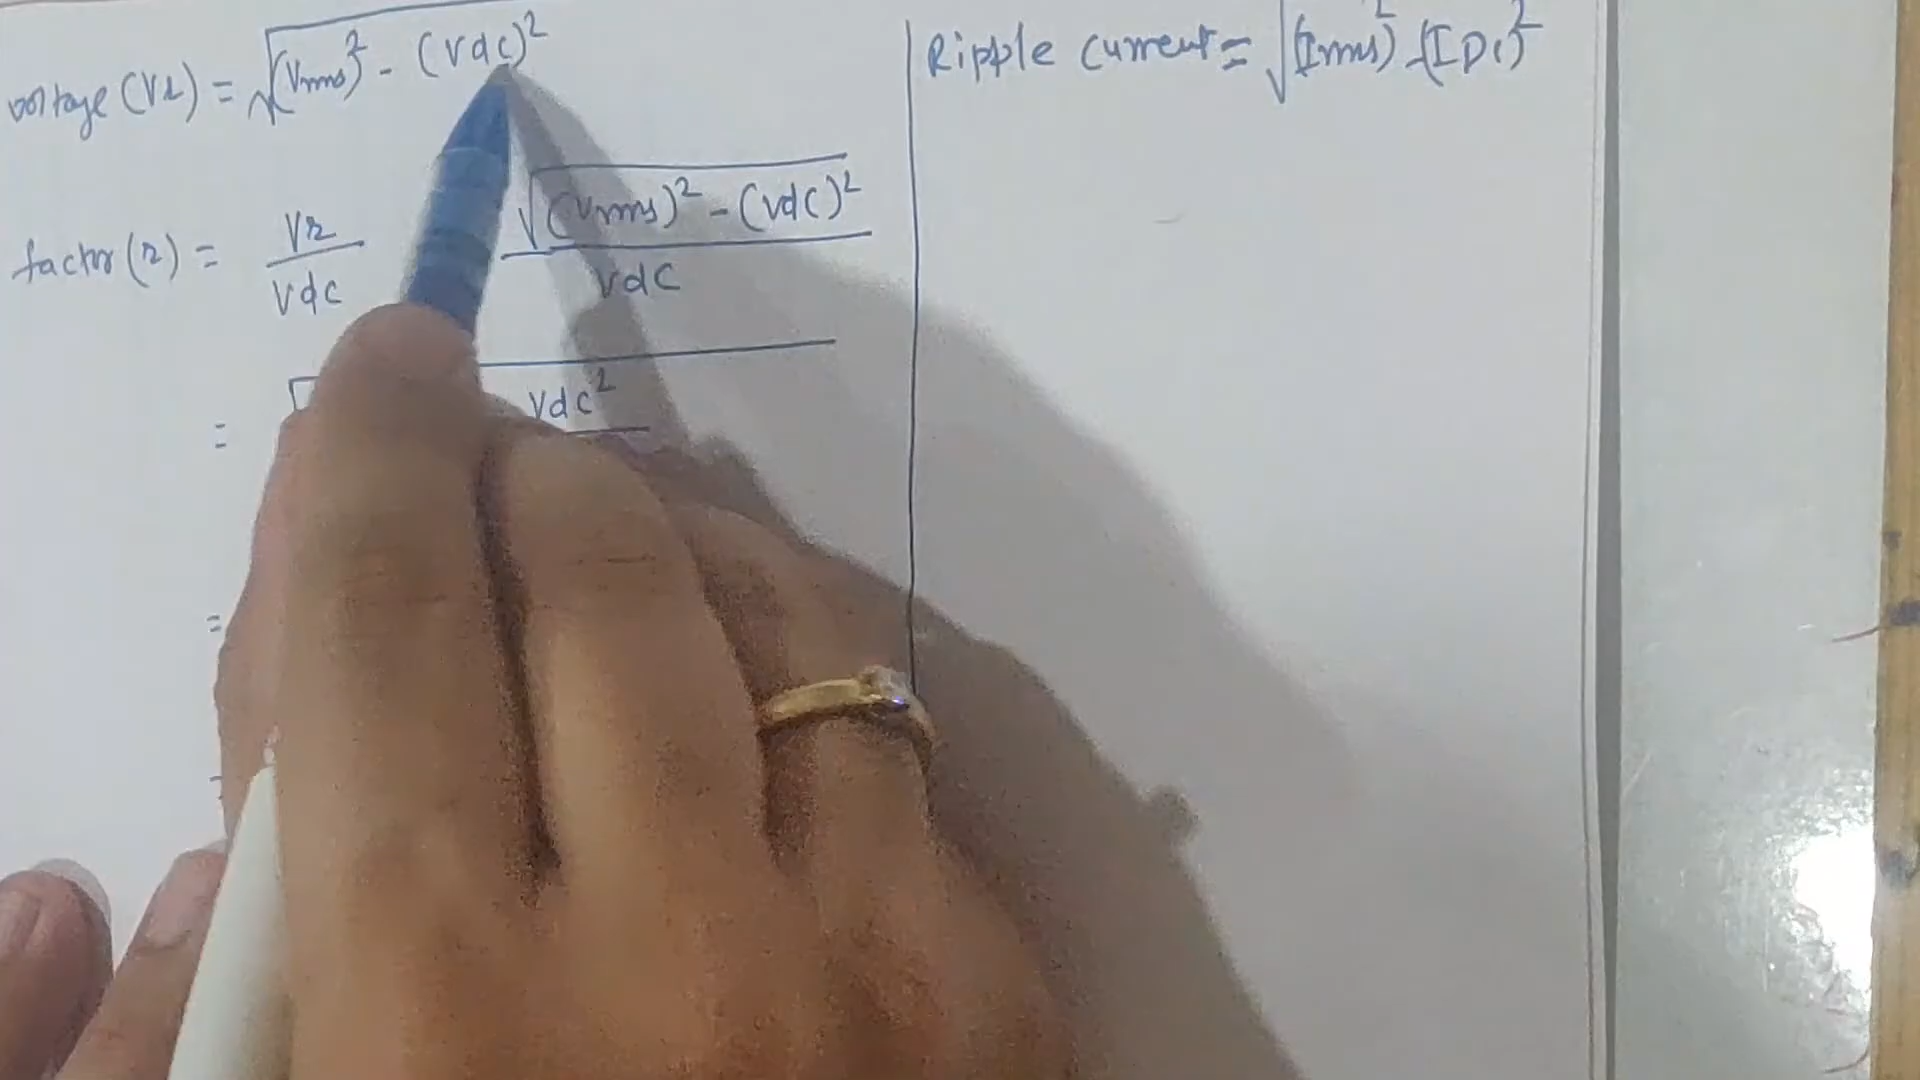 voltage (Vr) = √(Vrms)² - (Vdc)²
factor (r) = Vr / Vdc √(Vrms)² - (Vdc)² / Vdc
= Vdc²
=
Ripple Current = √(Irms)² - (IDC)²